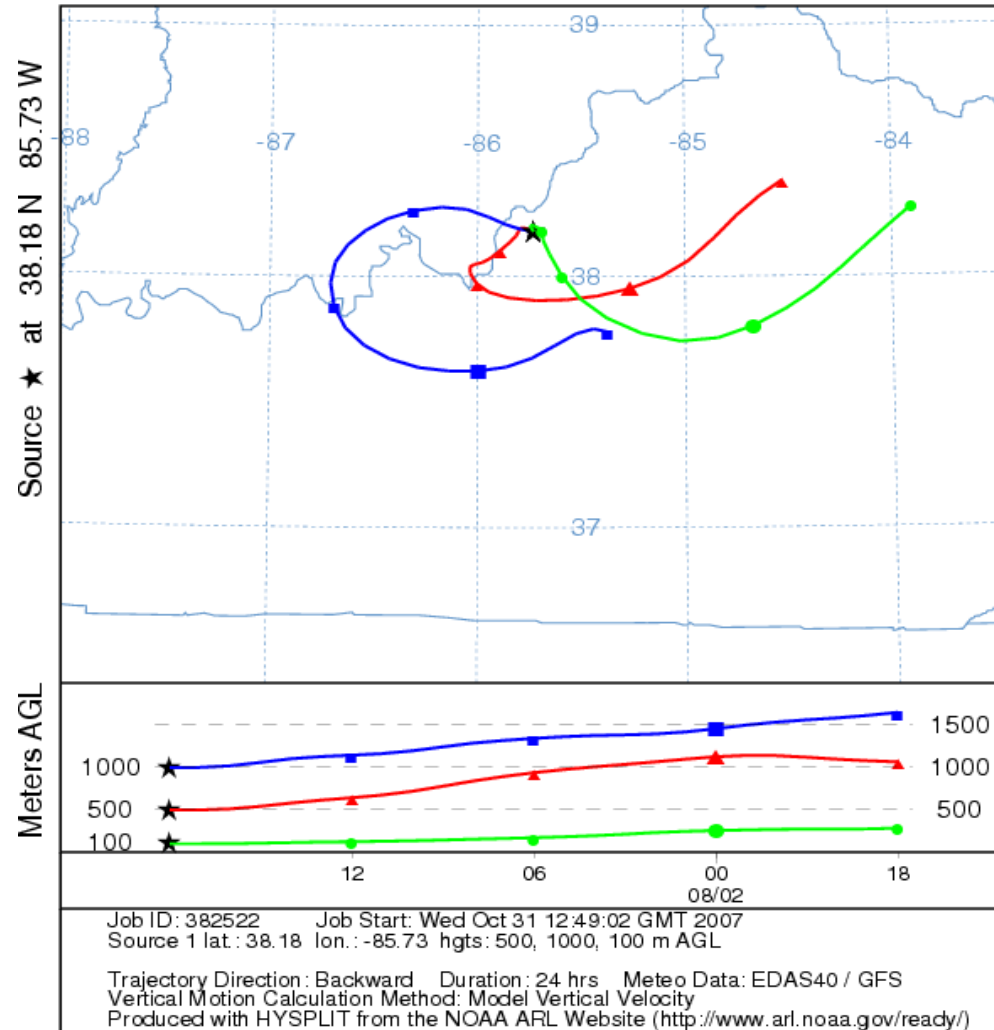 Source ★ at 38.18 N 85.73 W
39
-88 -87 -86 -85 -84
38
37
Meters AGL
1500
1000 1000
500 500
100
12 06 00 18
08/02
Job ID: 382522 Job Start: Wed Oct 31 12:49:02 GMT 2007
Source 1 lat.: 38.18 lon.: -85.73 hgts: 500, 1000, 100 m AGL
Trajectory Direction: Backward Duration: 24 hrs Meteo Data: EDAS40 / GFS
Vertical Motion Calculation Method: Model Vertical Velocity
Produced with HYSPLIT from the NOAA ARL Website (http://www.arl.noaa.gov/ready/)